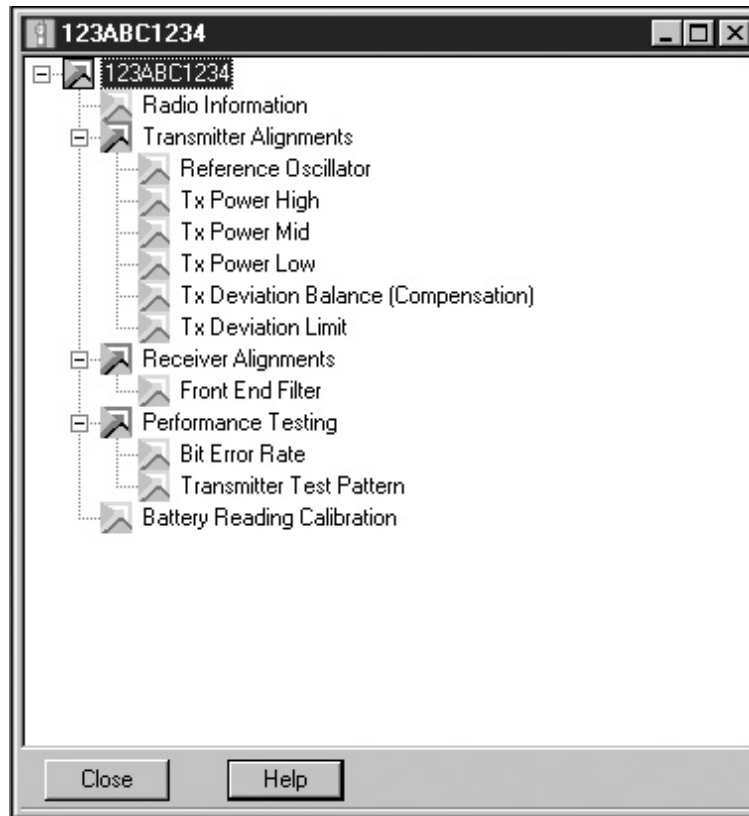 123ABC1234
123ABC1234
Radio Information
Transmitter Alignments
Reference Oscillator
Tx Power High
Tx Power Mid
Tx Power Low
Tx Deviation Balance (Compensation)
Tx Deviation Limit
Receiver Alignments
Front End Filter
Performance Testing
Bit Error Rate
Transmitter Test Pattern
Battery Reading Calibration
Close Help